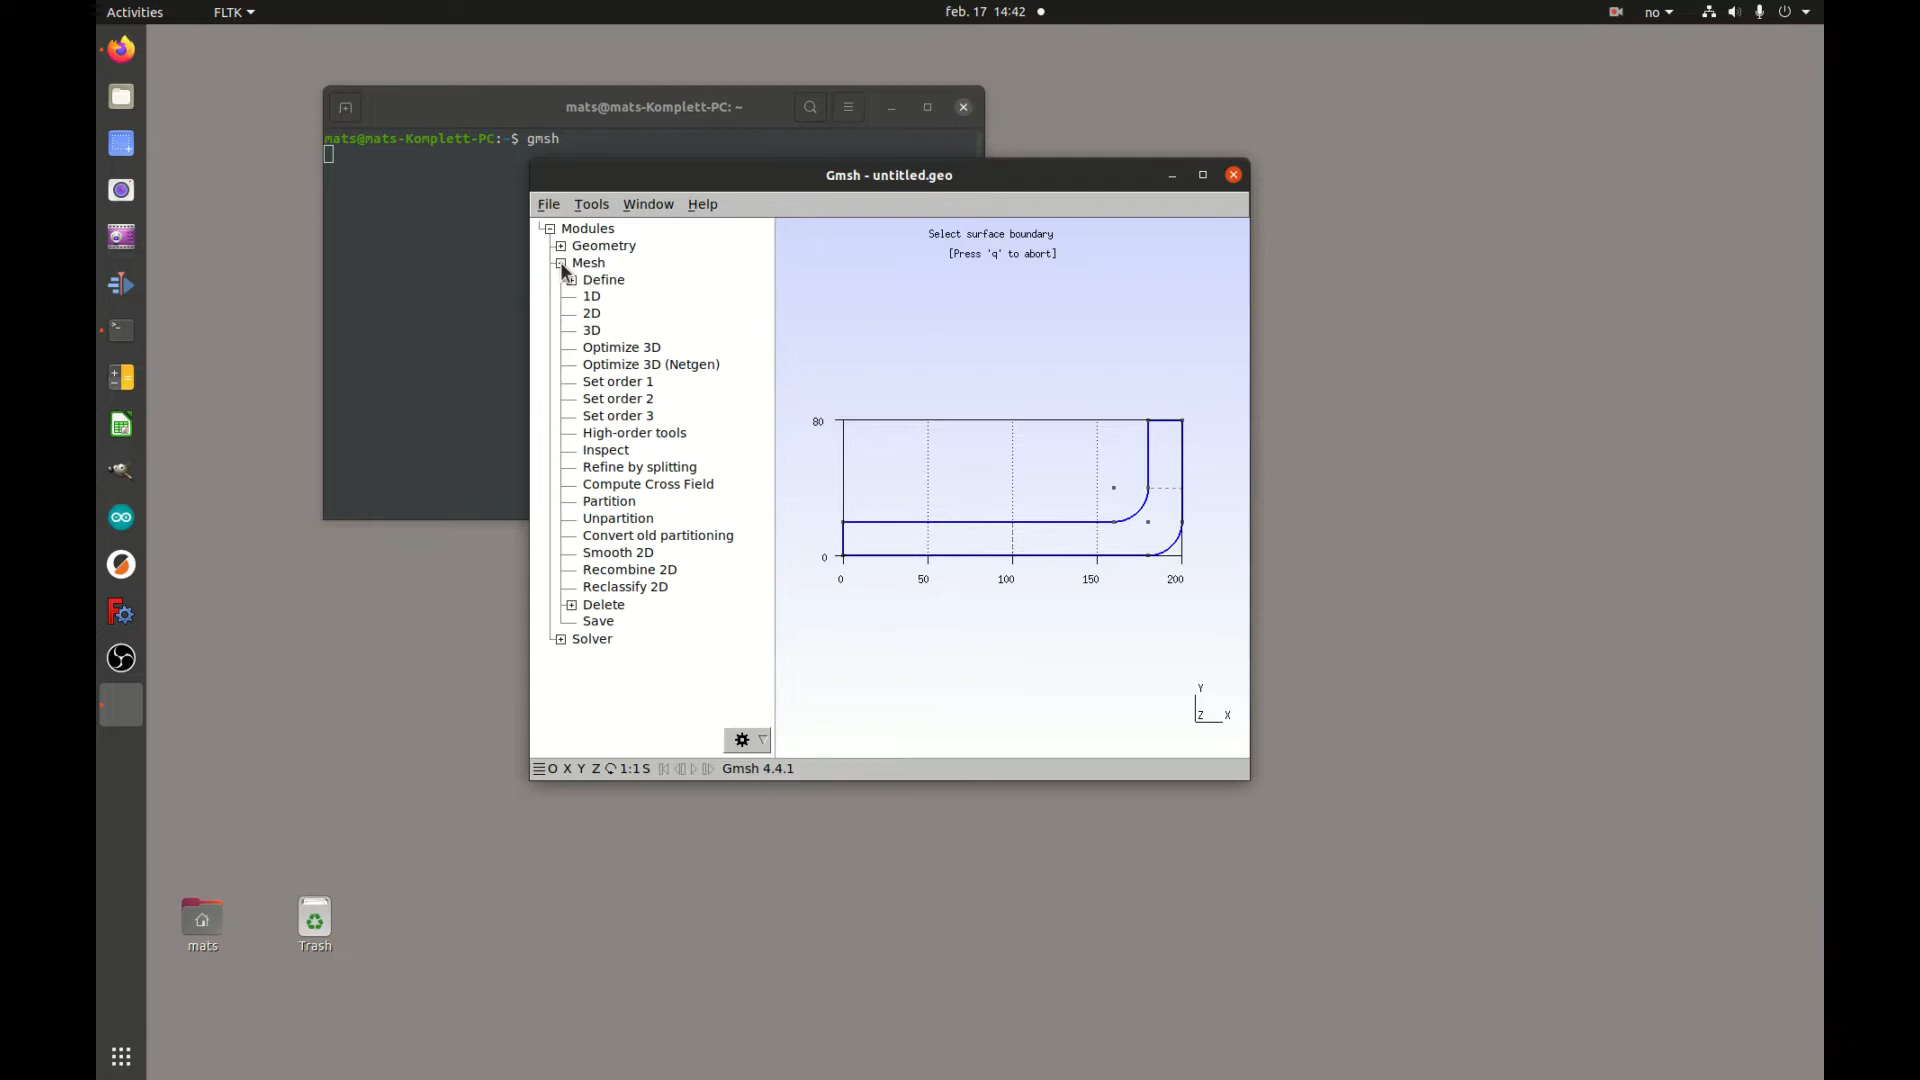 Activities
FLTK
feb. 17 14:42
no
mats@mats-Komplett-PC: ~
mats@mats-Komplett-PC:~$ gmsh
Gmsh - untitled.geo
File Tools Window Help
Modules
Geometry
Mesh
Define
1D
2D
3D
Optimize 3D
Optimize 3D (Netgen)
Set order 1
Set order 2
Set order 3
High-order tools
Inspect
Refine by splitting
Compute Cross Field
Partition
Unpartition
Convert old partitioning
Smooth 2D
Recombine 2D
Reclassify 2D
Delete
Save
Solver
Select surface boundary
[Press 'q' to abort]
80
0
0 50 100 150 200
Y
Z X
O X Y Z 1:1 S Gmsh 4.4.1
mats
Trash